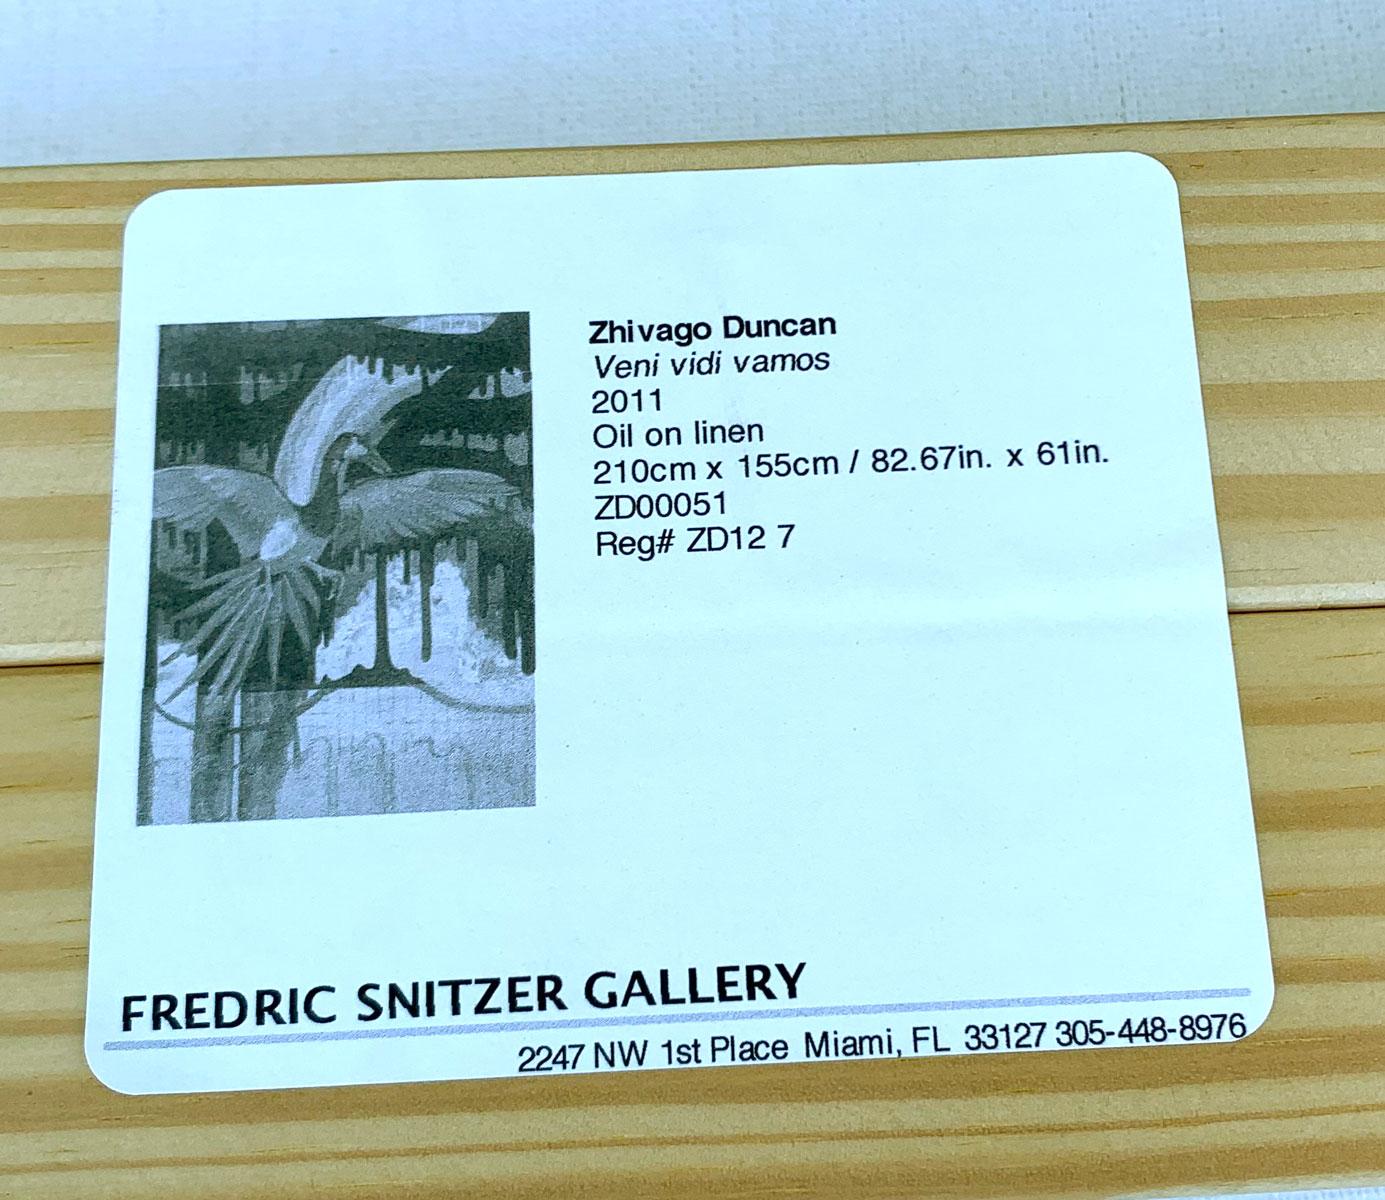 Zhivago Duncan
Veni vidi vamos
2011
Oil on linen
210cm x 155cm / 82.67in. x 61in.
ZD00051
Reg# ZD12 7
FREDRIC SNITZER GALLERY
2247 NW 1st Place Miami, FL 33127 305-448-8976